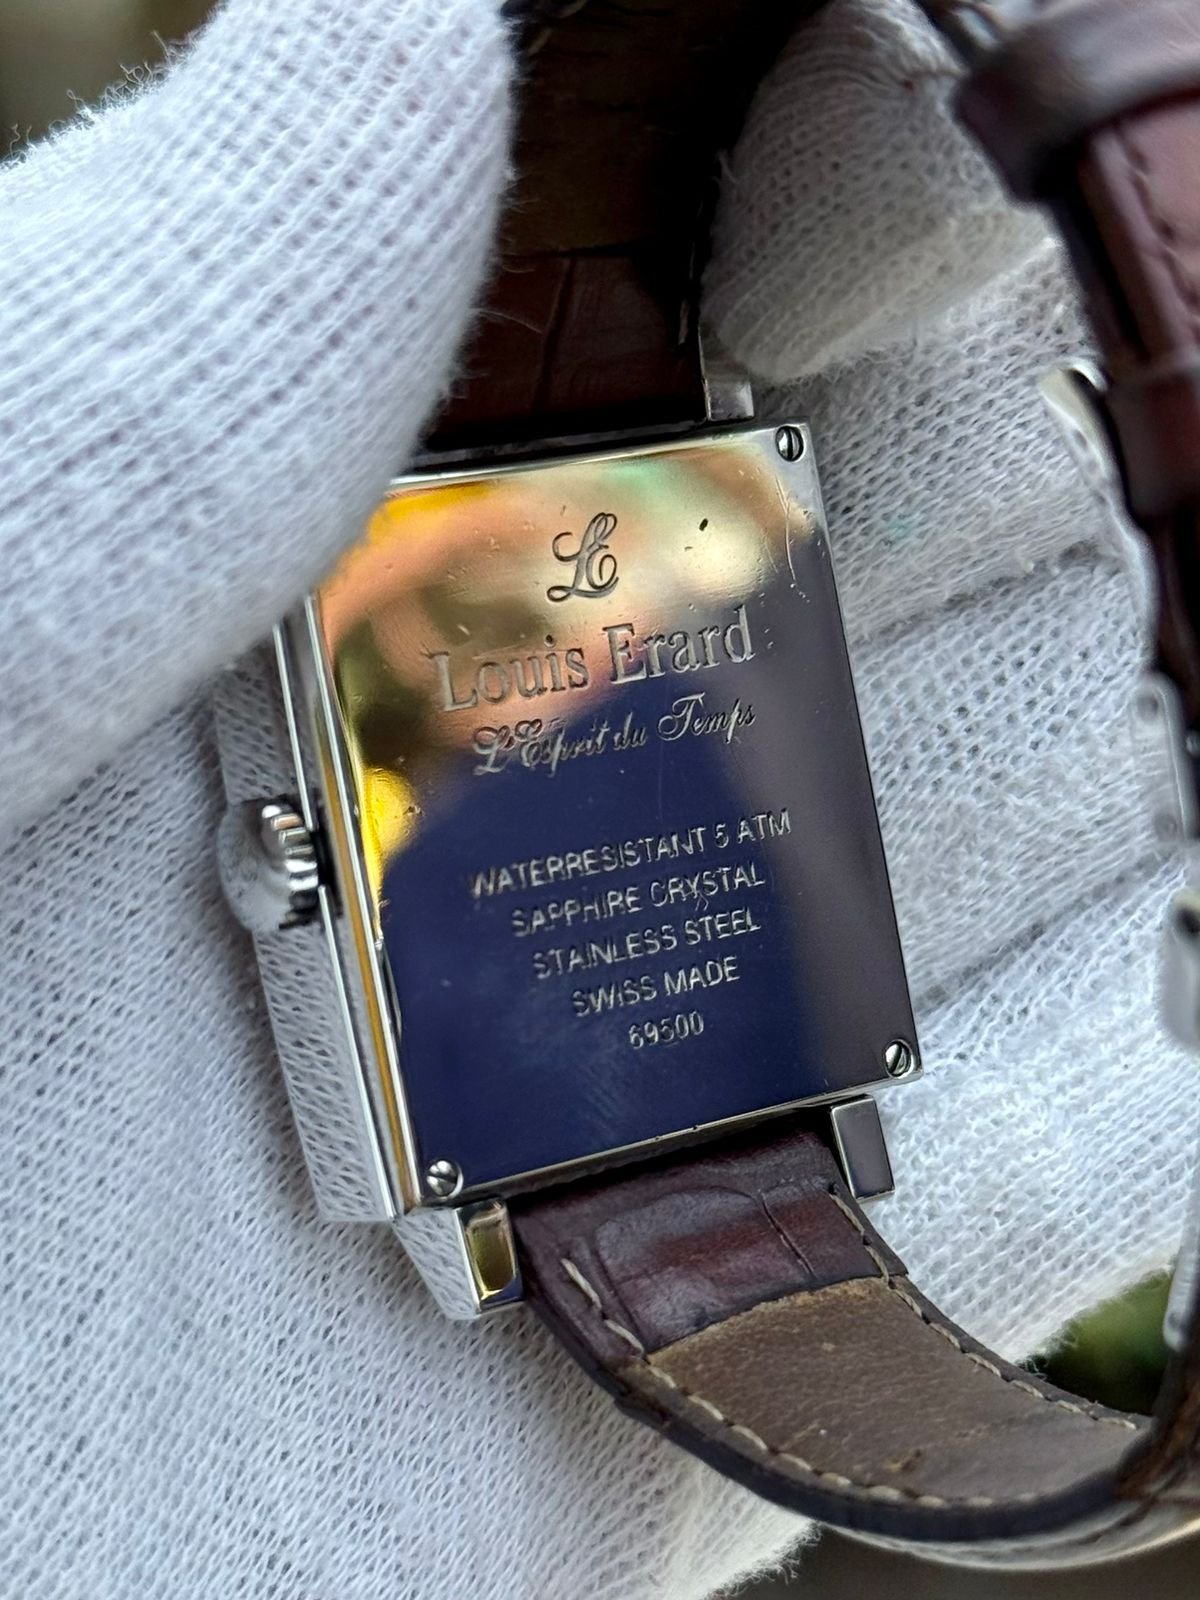 LE
Louis Erard
L'Esprit du Temps
WATERRESISTANT 5 ATM
SAPPHIRE CRYSTAL
STAINLESS STEEL
SWISS MADE
69500